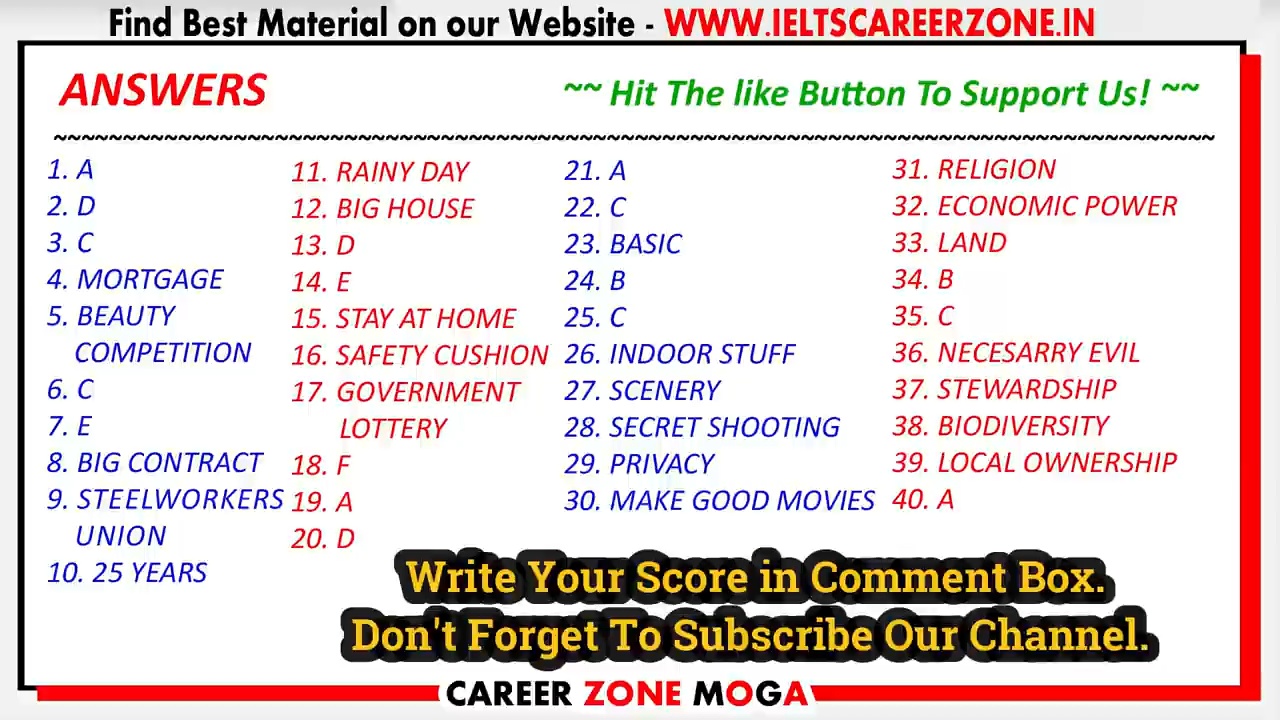 Find Best Material on our Website - WWW.IELTSCAREERZONE.IN
ANSWERS
~~ Hit The like Button To Support Us! ~~
1. A
2. D
3. C
4. MORTGAGE
5. BEAUTY
COMPETITION
6. C
7. E
8. BIG CONTRACT
9. STEELWORKERS
UNION
10. 25 YEARS
11. RAINY DAY
12. BIG HOUSE
13. D
14. E
15. STAY AT HOME
16. SAFETY CUSHION
17. GOVERNMENT
LOTTERY
18. F
19. A
20. D
21. A
22. C
23. BASIC
24. B
25. C
26. INDOOR STUFF
27. SCENERY
28. SECRET SHOOTING
29. PRIVACY
30. MAKE GOOD MOVIES
31. RELIGION
32. ECONOMIC POWER
33. LAND
34. B
35. C
36. NECESARRY EVIL
37. STEWARDSHIP
38. BIODIVERSITY
39. LOCAL OWNERSHIP
40. A
Write Your Score in Comment Box.
Don't Forget To Subscribe Our Channel.
CAREER ZONE MOGA